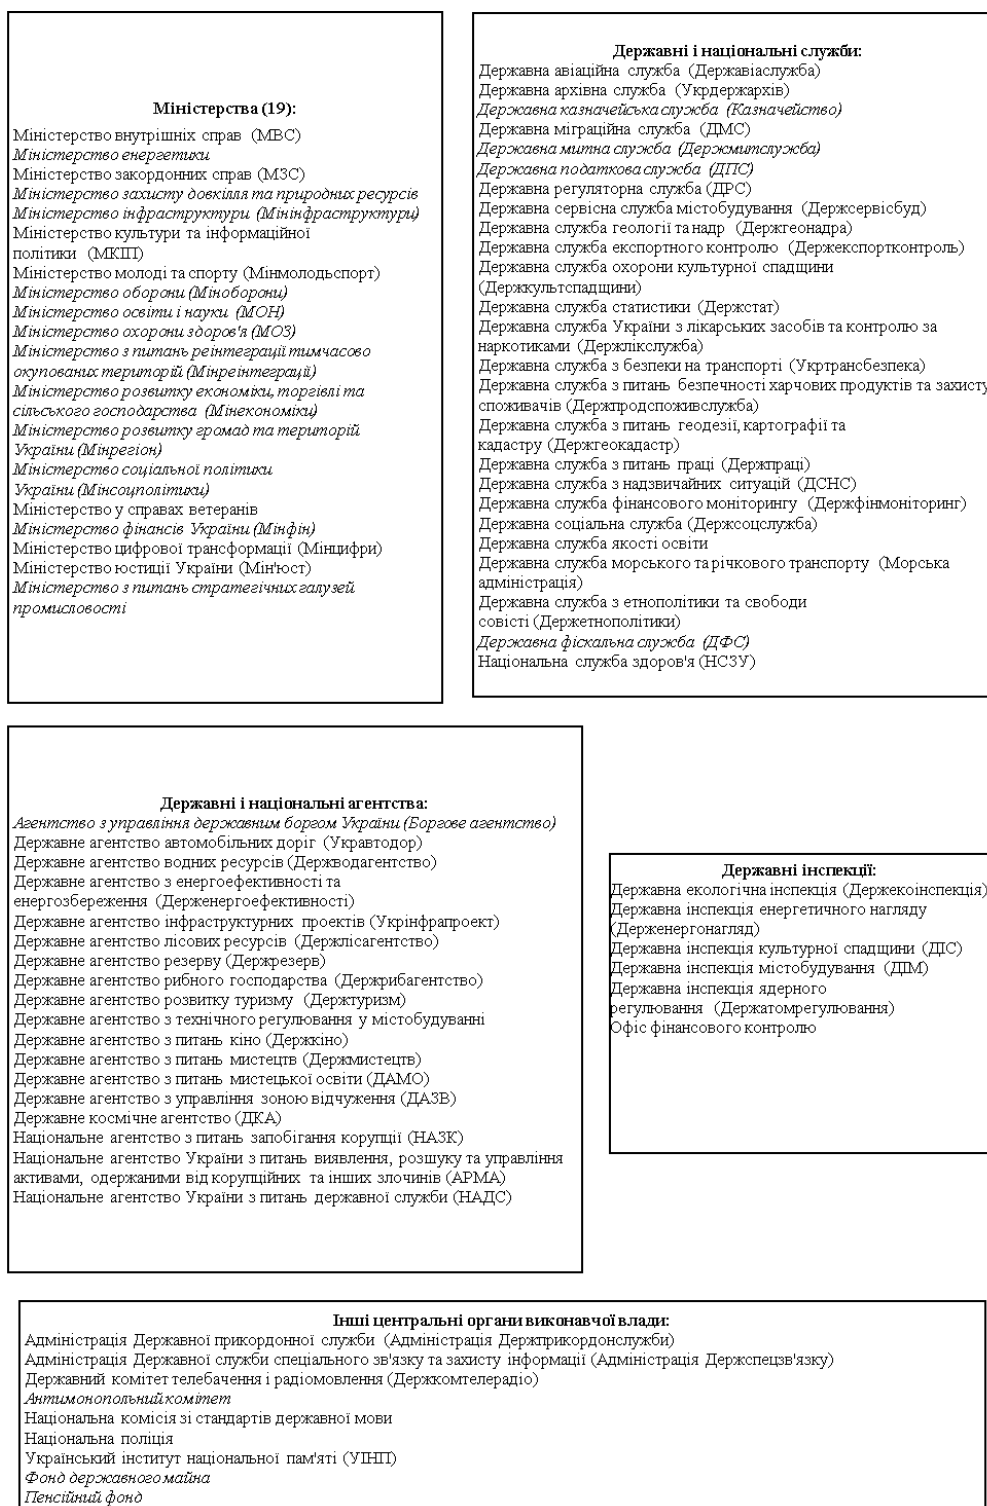 Міністерства (19):
Міністерство внутрішніх справ (МВС)
Міністерство енергетики
Міністерство закордонних справ (МЗС)
Міністерство захисту довкілля та природних ресурсів
Міністерство інфраструктури (Мінінфраструктури)
Міністерство культури та інформаційної
політики (МКІП)
Міністерство молоді та спорту (Мінмолодьспорт)
Міністерство оборони (Міноборони)
Міністерство освіти і науки (МОН)
Міністерство охорони здоров'я (МОЗ)
Міністерство з питань реінтеграції тимчасово
окупованих територій (Мінреінтеграції)
Міністерство розвитку економіки, торгівлі та
сільського господарства (Мінекономіки)
Міністерство розвитку громад та територій
України (Мінрегіон)
Міністерство соціальної політики
України (Мінсоцполітики)
Міністерство у справах ветеранів
Міністерство фінансів України (Мінфін)
Міністерство цифрової трансформації (Мінцифри)
Міністерство юстиції України (Мін'юст)
Міністерство з питань стратегічних галузей
промисловості
Державні і національні служби:
Державна авіаційна служба (Державіаслужба)
Державна архівна служба (Укрдержархів)
Державна казначейська служба (Казначейство)
Державна міграційна служба (ДМС)
Державна митна служба (Держмитслужба)
Державна податкова служба (ДПС)
Державна регуляторна служба (ДРС)
Державна сервісна служба містобудування (Держсервісбуд)
Державна служба геології та надр (Держгеонадра)
Державна служба експортного контролю (Держекспортконтроль)
Державна служба охорони культурної спадщини
(Держкультспадщини)
Державна служба статистики (Держстат)
Державна служба України з лікарських засобів та контролю за
наркотиками (Держлікслужба)
Державна служба з безпеки на транспорті (Укртрансбезпека)
Державна служба з питань безпечності харчових продуктів та захисту
споживачів (Держпродспоживслужба)
Державна служба з питань геодезії, картографії та
кадастру (Держгеокадастр)
Державна служба з питань праці (Держпраці)
Державна служба з надзвичайних ситуацій (ДСНС)
Державна служба фінансового моніторингу (Держфінмоніторинг)
Державна соціальна служба (Держсоцслужба)
Державна служба якості освіти
Державна служба морського та річкового транспорту (Морська
адміністрація)
Державна служба з етнополітики та свободи
совісті (Держетнополітики)
Державна фіскальна служба (ДФС)
Національна служба здоров'я (НСЗУ)
Державні і національні агентства:
Агентство з управління державним боргом України (Боргове агентство)
Державне агентство автомобільних доріг (Укравтодор)
Державне агентство водних ресурсів (Держводагентство)
Державне агентство з енергоефективності та
енергозбереження (Держенергоефективності)
Державне агентство інфраструктурних проектів (Укрінфрапроект)
Державне агентство лісових ресурсів (Держлісагентство)
Державне агентство резерву (Держрезерв)
Державне агентство рибного господарства (Держрибагентство)
Державне агентство розвитку туризму (Держтуризм)
Державне агентство з технічного регулювання у містобудуванні
Державне агентство з питань кіно (Держкіно)
Державне агентство з питань мистецтв (Держмистецтв)
Державне агентство з питань мистецької освіти (ДАМО)
Державне агентство з управління зоною відчуження (ДАЗВ)
Державне космічне агентство (ДКА)
Національне агентство з питань запобігання корупції (НАЗК)
Національне агентство України з питань виявлення, розшуку та управління
активами, одержаними від корупційних та інших злочинів (АРМА)
Національне агентство України з питань державної служби (НАДС)
Державні інспекції:
Державна екологічна інспекція (Держекоінспекція)
Державна інспекція енергетичного нагляду
(Держенергонагляд)
Державна інспекція культурної спадщини (ДІС)
Державна інспекція містобудування (ДІМ)
Державна інспекція ядерного
регулювання (Держатомрегулювання)
Офіс фінансового контролю
Інші центральні органи виконавчої влади:
Адміністрація Державної прикордонної служби (Адміністрація Держприкордонслужби)
Адміністрація Державної служби спеціального зв'язку та захисту інформації (Адміністрація Держспецзв'язку)
Державний комітет телебачення і радіомовлення (Держкомтелерадіо)
Антимонопольний комітет
Національна комісія зі стандартів державної мови
Національна поліція
Український інститут національної пам'яті (УІНП)
Фонд державного майна
Пенсійний фонд